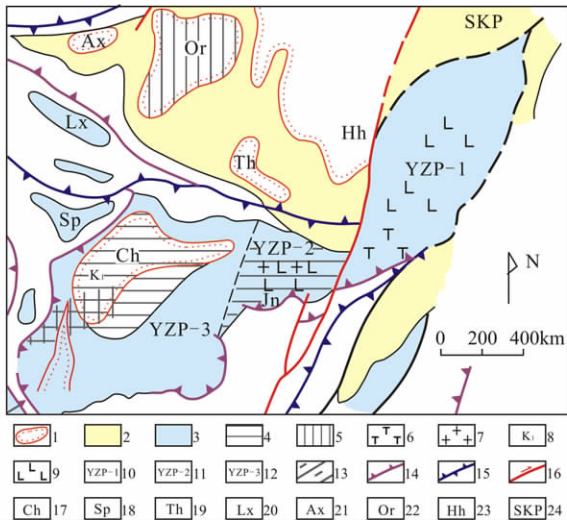 SKP
Ax
Or
Lx
Hh
Th
YZP-1
Sp
YZP-2
Ch
K₁
Jn
YZP-3
N
0 200 400km
1 2 3 4 5 6 7 K₁ 8
9 YZP-1 10 YZP-2 11 YZP-3 12 13 14 15 16
Ch 17 Sp 18 Th 19 Lx 20 Ax 21 Or 22 Hh 23 SKP 24